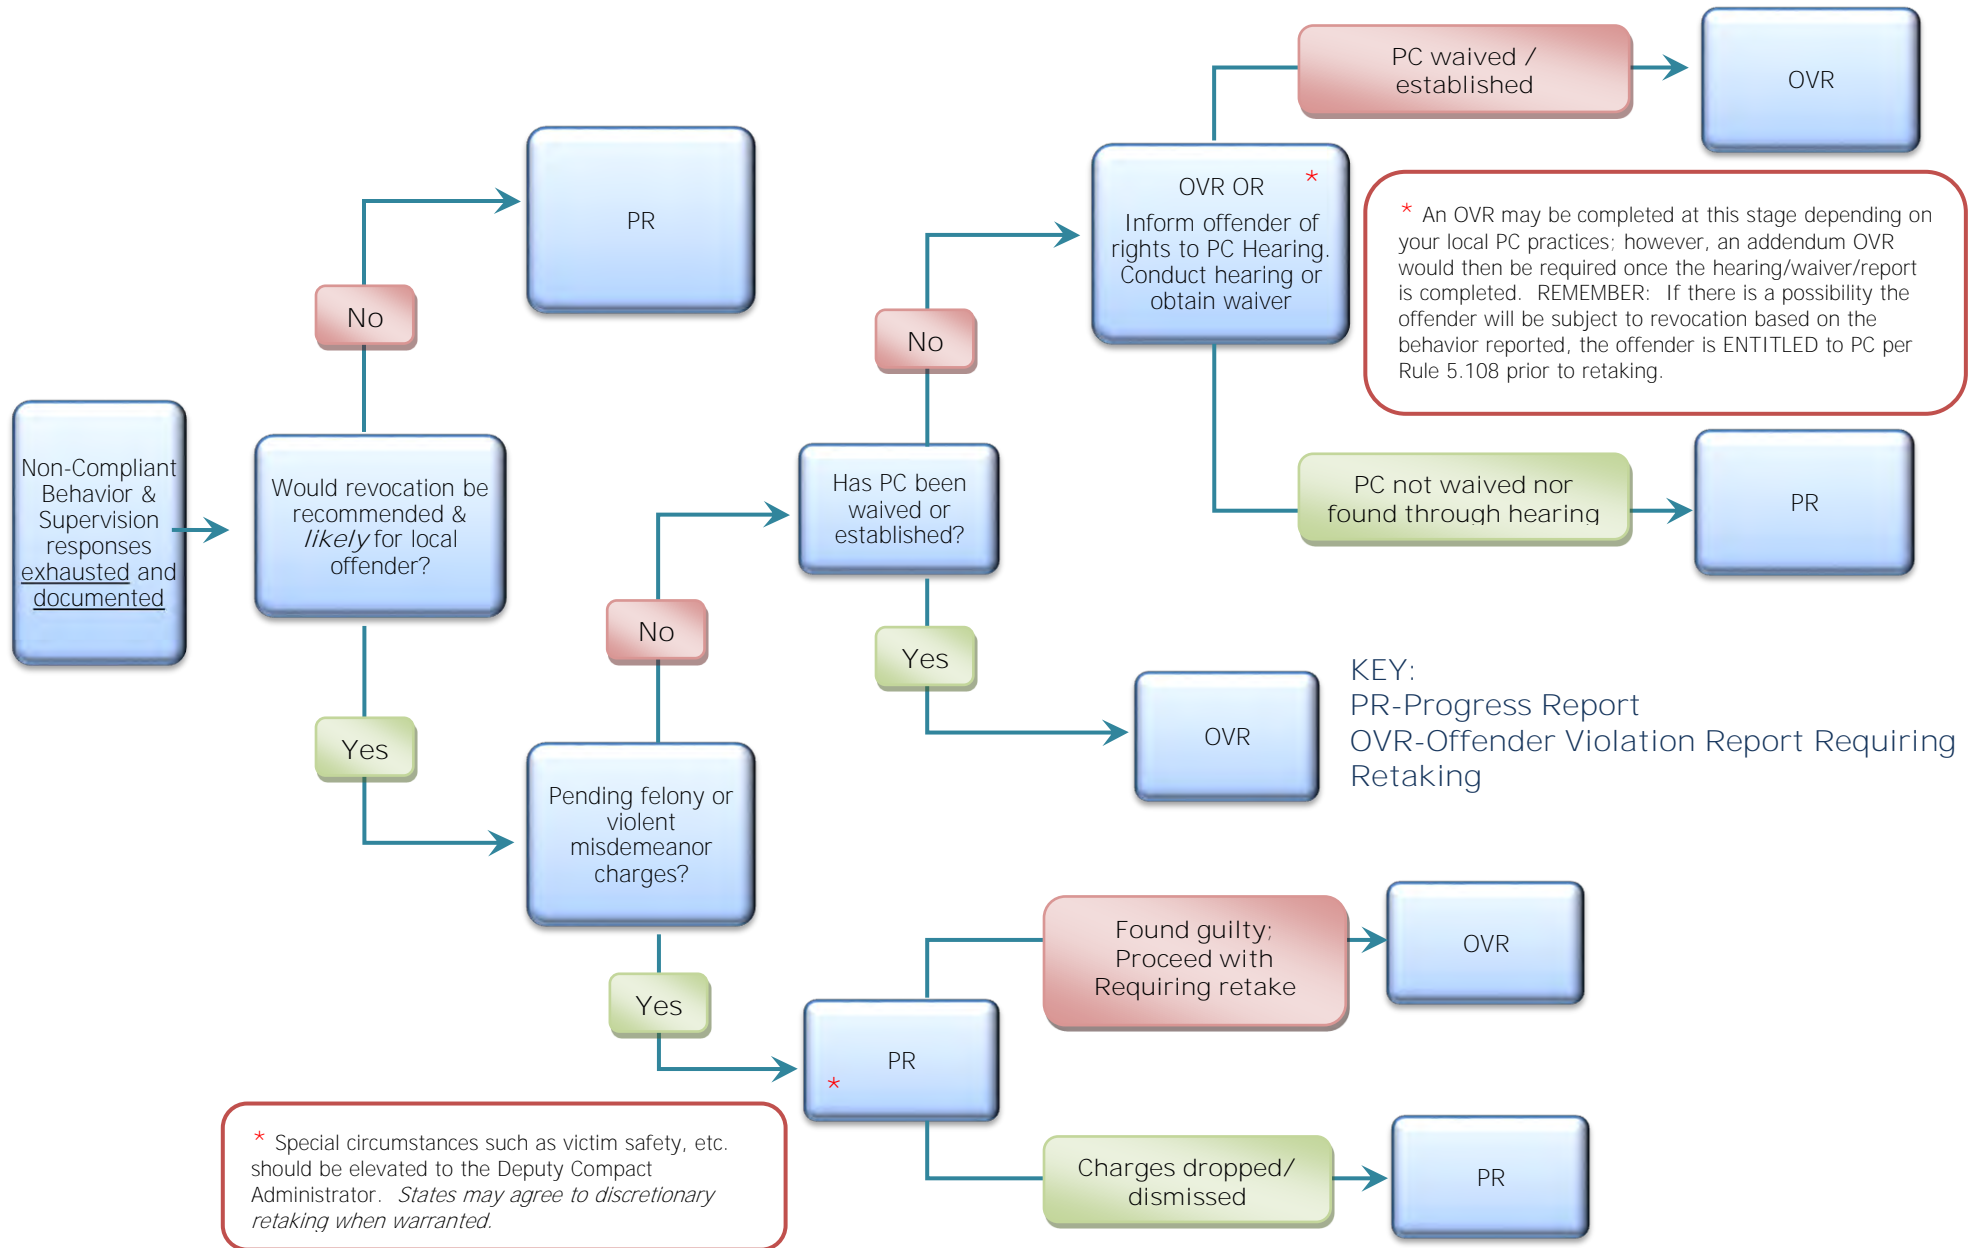 Non-Compliant
Behavior &
Supervision
responses
exhausted and
documented
Would revocation be
recommended &
likely for local
offender?
No
PR
Yes
Pending felony or
violent
misdemeanor
charges?
No
Has PC been
waived or
established?
No
OVR OR *
Inform offender of
rights to PC Hearing.
Conduct hearing or
obtain waiver
PC waived /
established
OVR
* An OVR may be completed at this stage depending on
your local PC practices; however, an addendum OVR
would then be required once the hearing/waiver/report
is completed. REMEMBER: If there is a possibility the
offender will be subject to revocation based on the
behavior reported, the offender is ENTITLED to PC per
Rule 5.108 prior to retaking.
PC not waived nor
found through hearing
PR
Yes
OVR
KEY:
PR-Progress Report
OVR-Offender Violation Report Requiring
Retaking
Yes
PR
*
Found guilty;
Proceed with
Requiring retake
OVR
Charges dropped/
dismissed
PR
* Special circumstances such as victim safety, etc.
should be elevated to the Deputy Compact
Administrator. States may agree to discretionary
retaking when warranted.